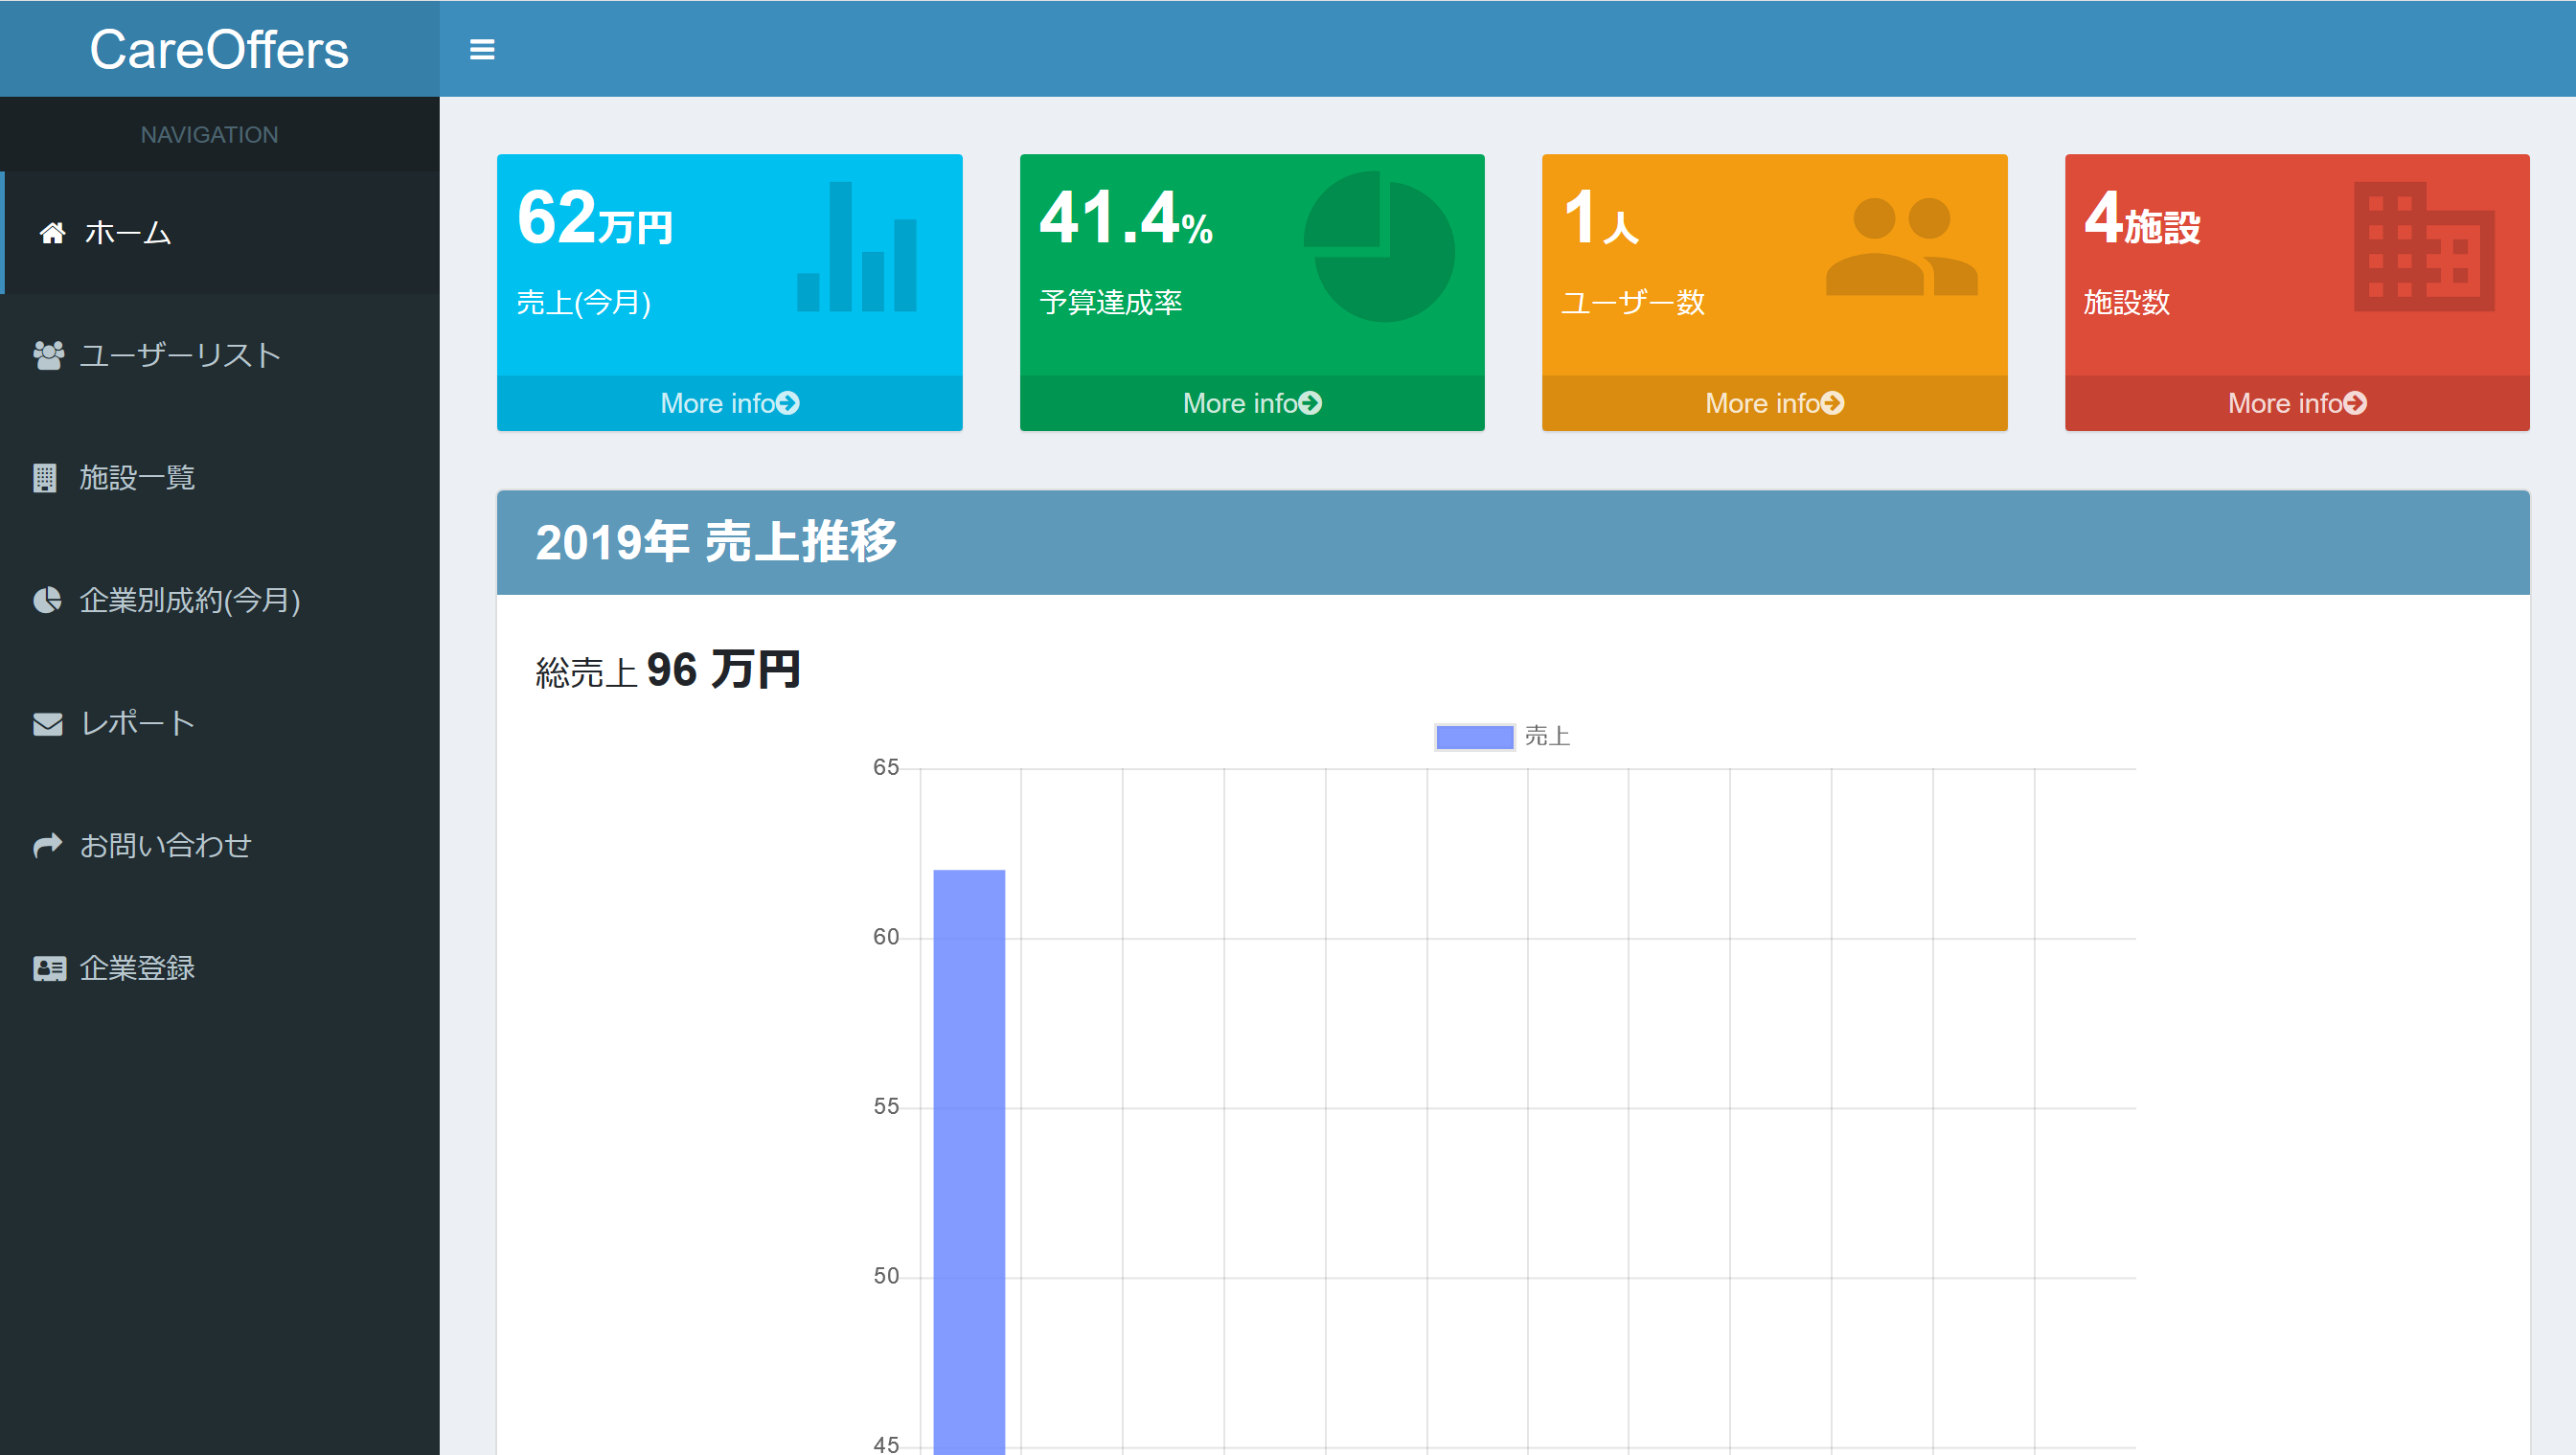 CareOffers
NAVIGATION
ホーム
ユーザーリスト
施設一覧
企業別成約(今月)
レポート
お問い合わせ
企業登録
62万円
売上(今月)
More info
41.4%
予算達成率
More info
1人
ユーザー数
More info
4施設
施設数
More info
2019年 売上推移
総売上 96 万円
売上
65
60
55
50
45